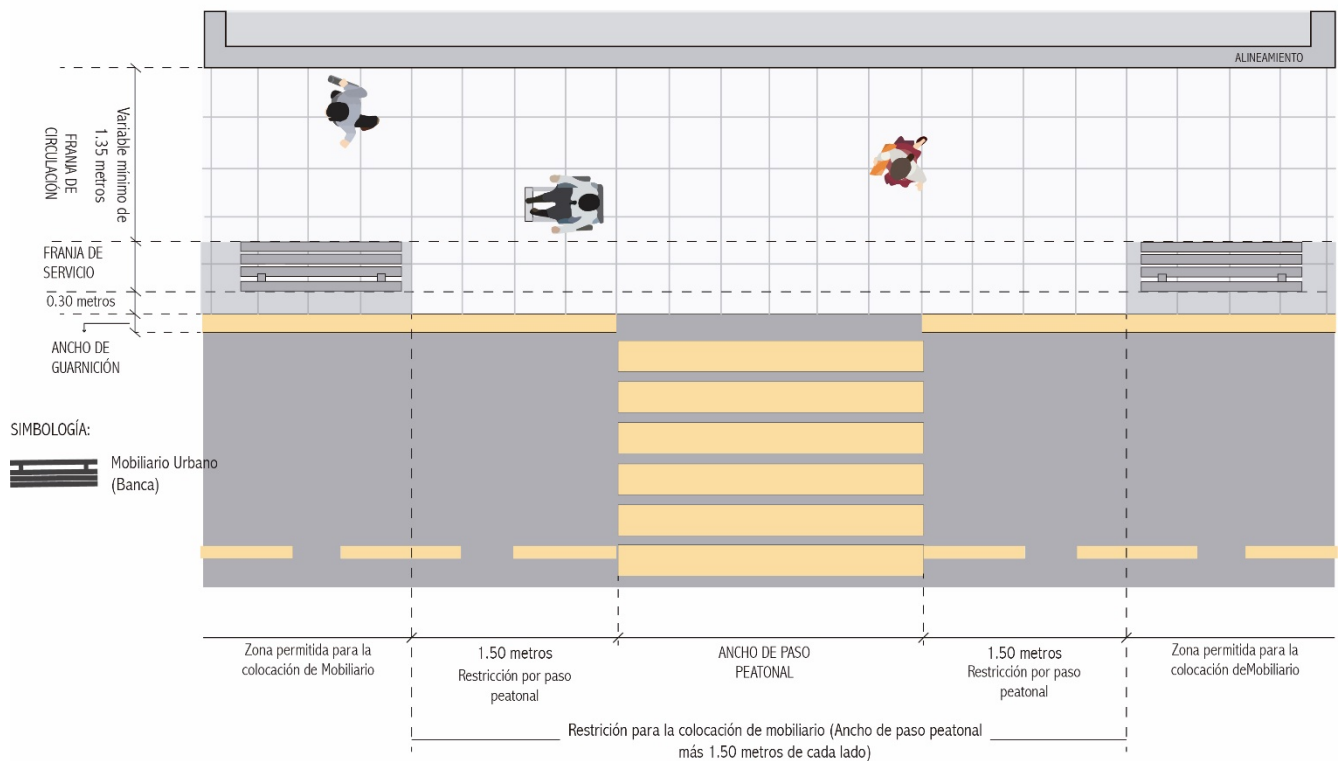 ALINEAMIENTO
Variable mínimo de
1.35 metros
FRANJA DE
CIRCULACIÓN
FRANJA DE
SERVICIO
0.30 metros
ANCHO DE
GUARNICIÓN
SIMBOLOGÍA:
Mobiliario Urbano
(Banca)
Zona permitida para la
colocación de Mobiliario
1.50 metros
Restricción por paso
peatonal
ANCHO DE PASO
PEATONAL
1.50 metros
Restricción por paso
peatonal
Zona permitida para la
colocación deMobiliario
Restrición para la colocación de mobiliario (Ancho de paso peatonal
más 1.50 metros de cada lado)